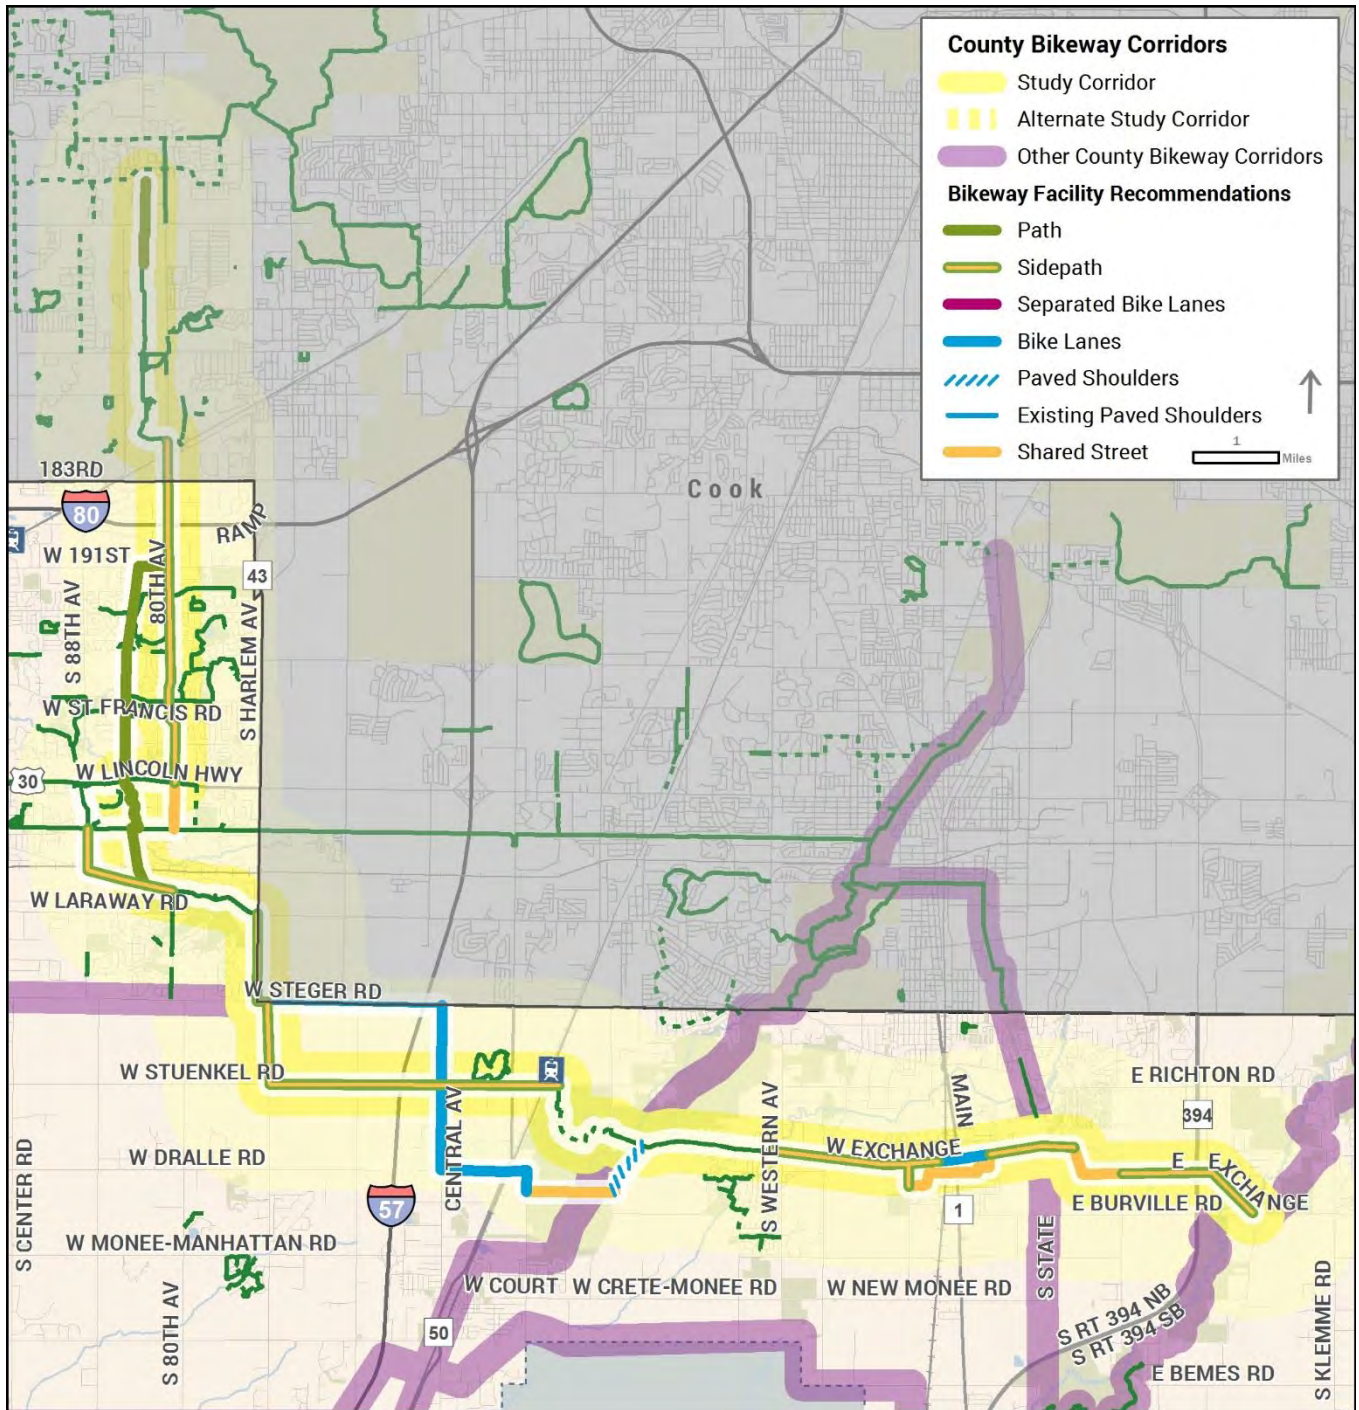 County Bikeway Corridors
Study Corridor
Alternate Study Corridor
Other County Bikeway Corridors
Bikeway Facility Recommendations
Path
Sidepath
Separated Bike Lanes
Bike Lanes
Paved Shoulders
Existing Paved Shoulders
Shared Street
1
Miles
Cook
183RD
80
RAMP
W 191ST
80TH AV
43
S 88TH AV
S HARLEM AV
W ST FRANCIS RD
W LINCOLN HWY
30
W LARAWAY RD
W STEGER RD
W STUENKEL RD
E RICHTON RD
MAIN
394
CENTRAL AV
S WESTERN AV
W EXCHANGE
E EXCHANGE
W DRALLE RD
S CENTER RD
57
1
E BURVILLE RD
W MONEE-MANHATTAN RD
S STATE
W COURT
W CRETE-MONEE RD
W NEW MONEE RD
S RT 394 NB
S RT 394 SB
S KLEMME RD
50
S 80TH AV
E BEMES RD